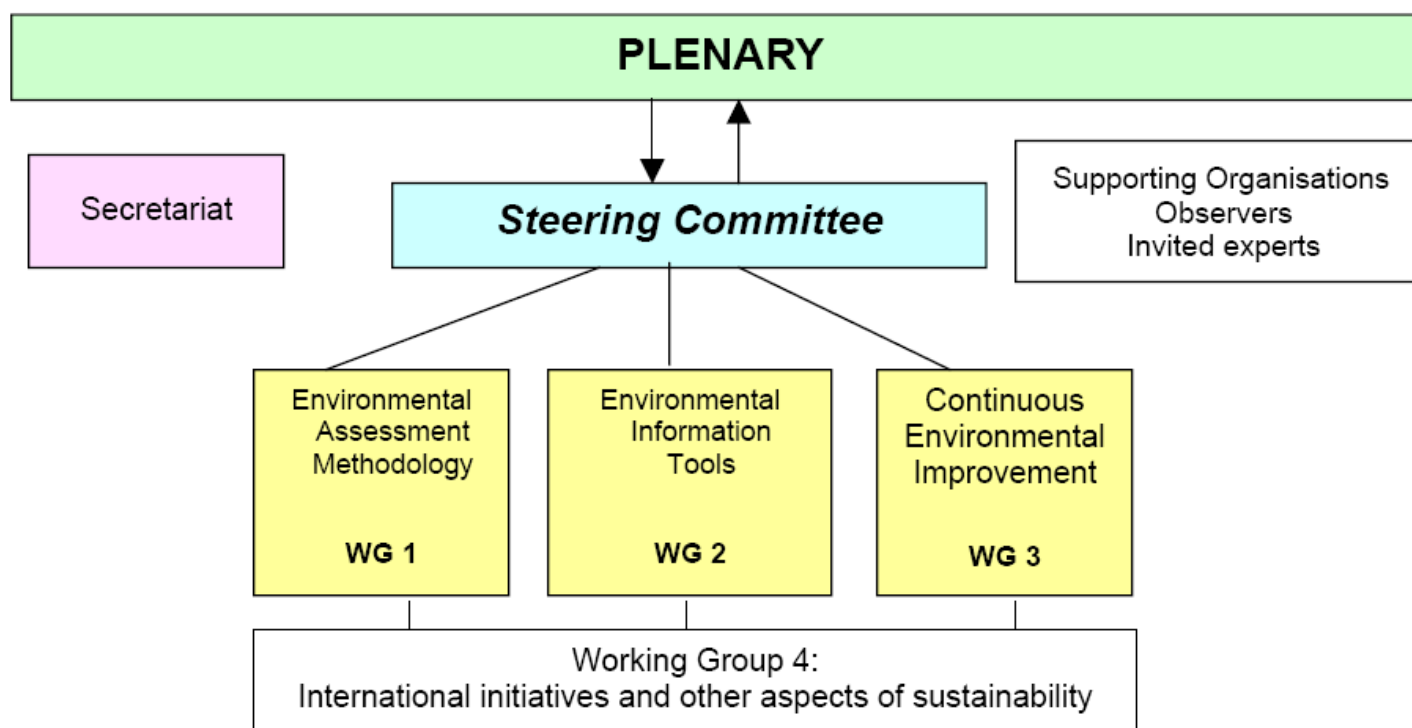 PLENARY
Secretariat
Steering Committee
Supporting Organisations
Observers
Invited experts
Environmental
Assessment
Methodology
WG 1
Environmental
Information
Tools
WG 2
Continuous
Environmental
Improvement
WG 3
Working Group 4:
International initiatives and other aspects of sustainability